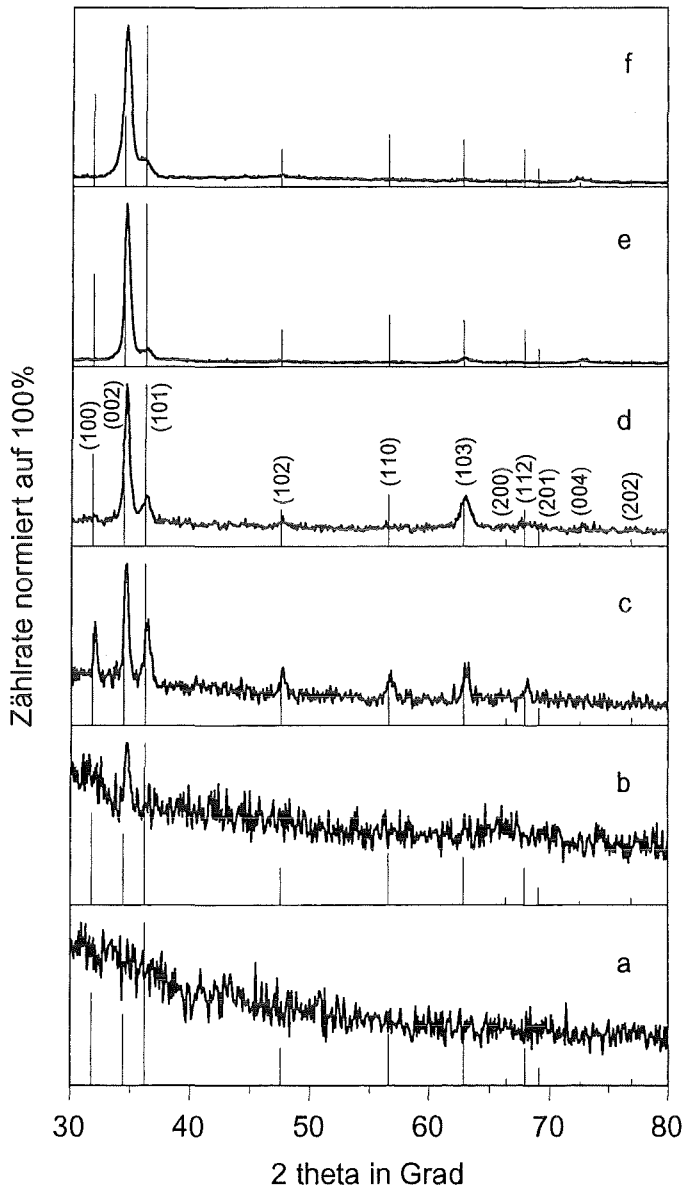 f
e
Zählrate normiert auf 100%
d
(100)
(002)
(101)
(102)
(110)
(103)
(200)
(112)
(201)
(004)
(202)
c
b
a
30 40 50 60 70 80
2 theta in Grad